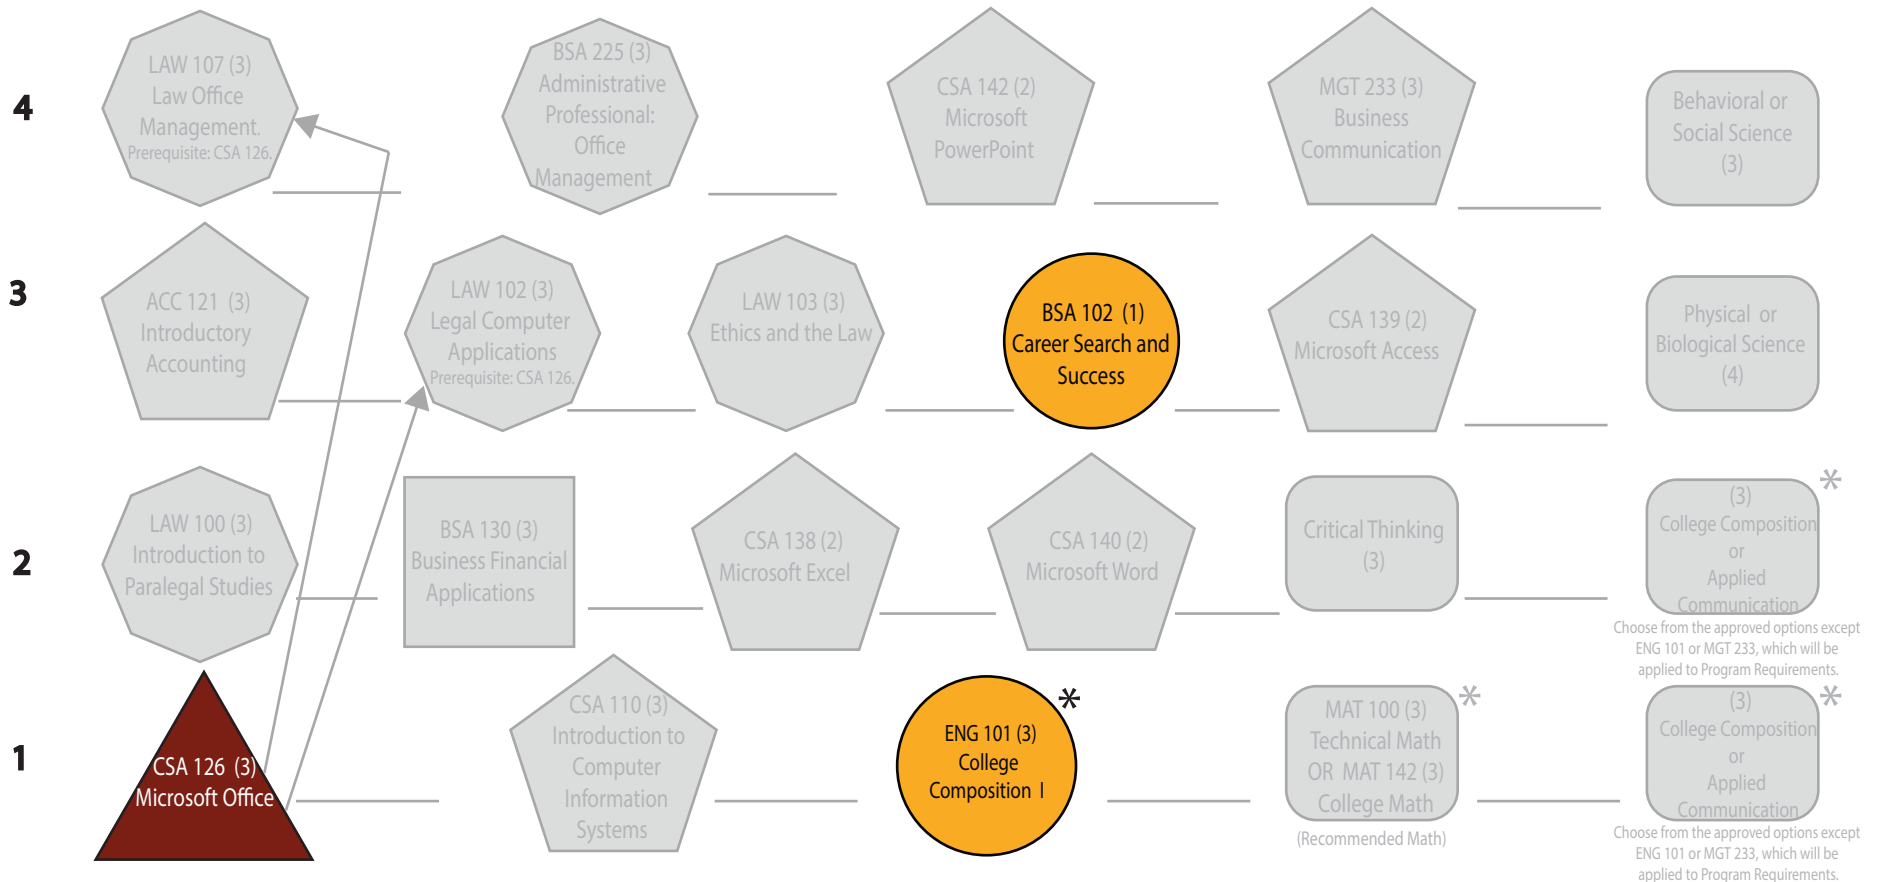 4
LAW 107 (3)
Law Office
Management.
Prerequisite: CSA 126.
BSA 225 (3)
Administrative
Professional:
Office
Management
CSA 142 (2)
Microsoft
PowerPoint
MGT 233 (3)
Business
Communication
Behavioral or
Social Science
(3)
3
ACC 121 (3)
Introductory
Accounting
LAW 102 (3)
Legal Computer
Applications
Prerequisite: CSA 126.
LAW 103 (3)
Ethics and the Law
BSA 102 (1)
Career Search and
Success
CSA 139 (2)
Microsoft Access
Physical or
Biological Science
(4)
2
LAW 100 (3)
Introduction to
Paralegal Studies
BSA 130 (3)
Business Financial
Applications
CSA 138 (2)
Microsoft Excel
CSA 140 (2)
Microsoft Word
Critical Thinking
(3)
*
(3)
College Composition
or
Applied
Communication
Choose from the approved options except
ENG 101 or MGT 233, which will be
applied to Program Requirements.
1
CSA 126 (3)
Microsoft Office
CSA 110 (3)
Introduction to
Computer
Information
Systems
*
ENG 101 (3)
College
Composition I
*
MAT 100 (3)
Technical Math
OR MAT 142 (3)
College Math
(Recommended Math)
*
(3)
College Composition
or
Applied
Communication
Choose from the approved options except
ENG 101 or MGT 233, which will be
applied to Program Requirements.